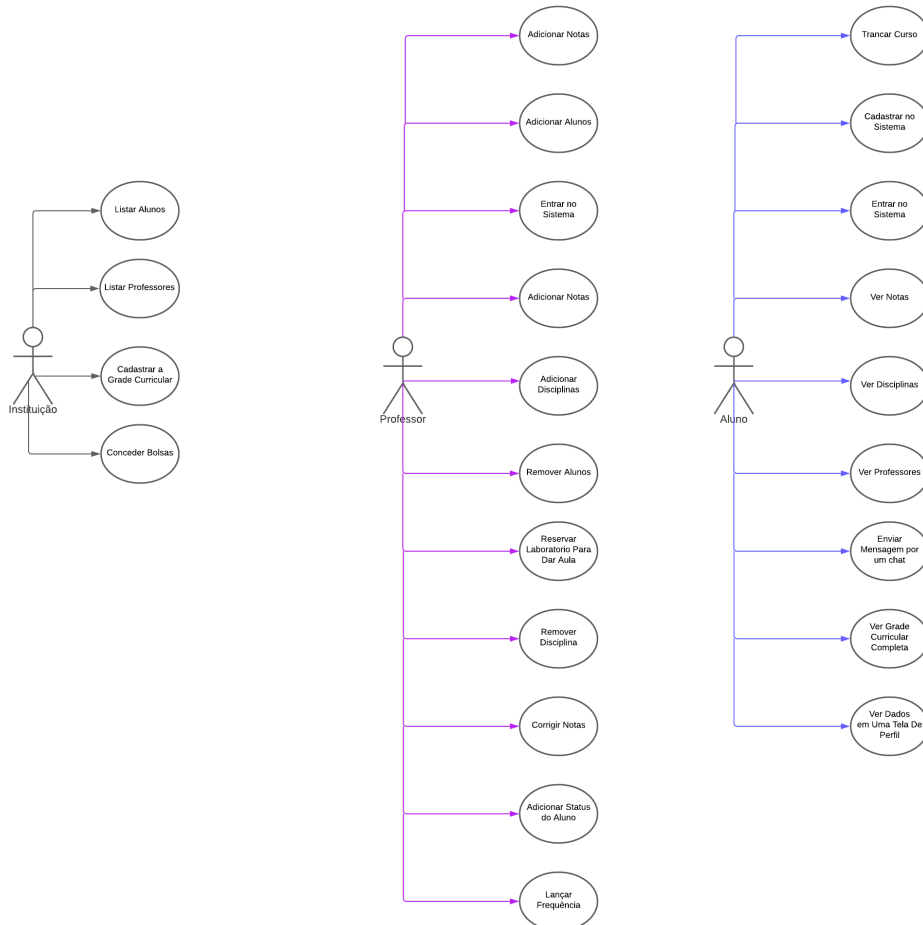 Listar Alunos
Listar Professores
Cadastrar a
Grade Curricular
Instituição
Conceder Bolsas
Adicionar Notas
Adicionar Alunos
Entrar no
Sistema
Adicionar Notas
Adicionar
Disciplinas
Professor
Remover Alunos
Reservar
Laboratorio Para
Dar Aula
Remover
Disciplina
Corrigir Notas
Adicionar Status
do Aluno
Lançar
Frequência
Trancar Curso
Cadastrar no
Sistema
Entrar no
Sistema
Ver Notas
Ver Disciplinas
Aluno
Ver Professores
Enviar
Mensagem por
um chat
Ver Grade
Curricular
Completa
Ver Dados
em Uma Tela De
Perfil